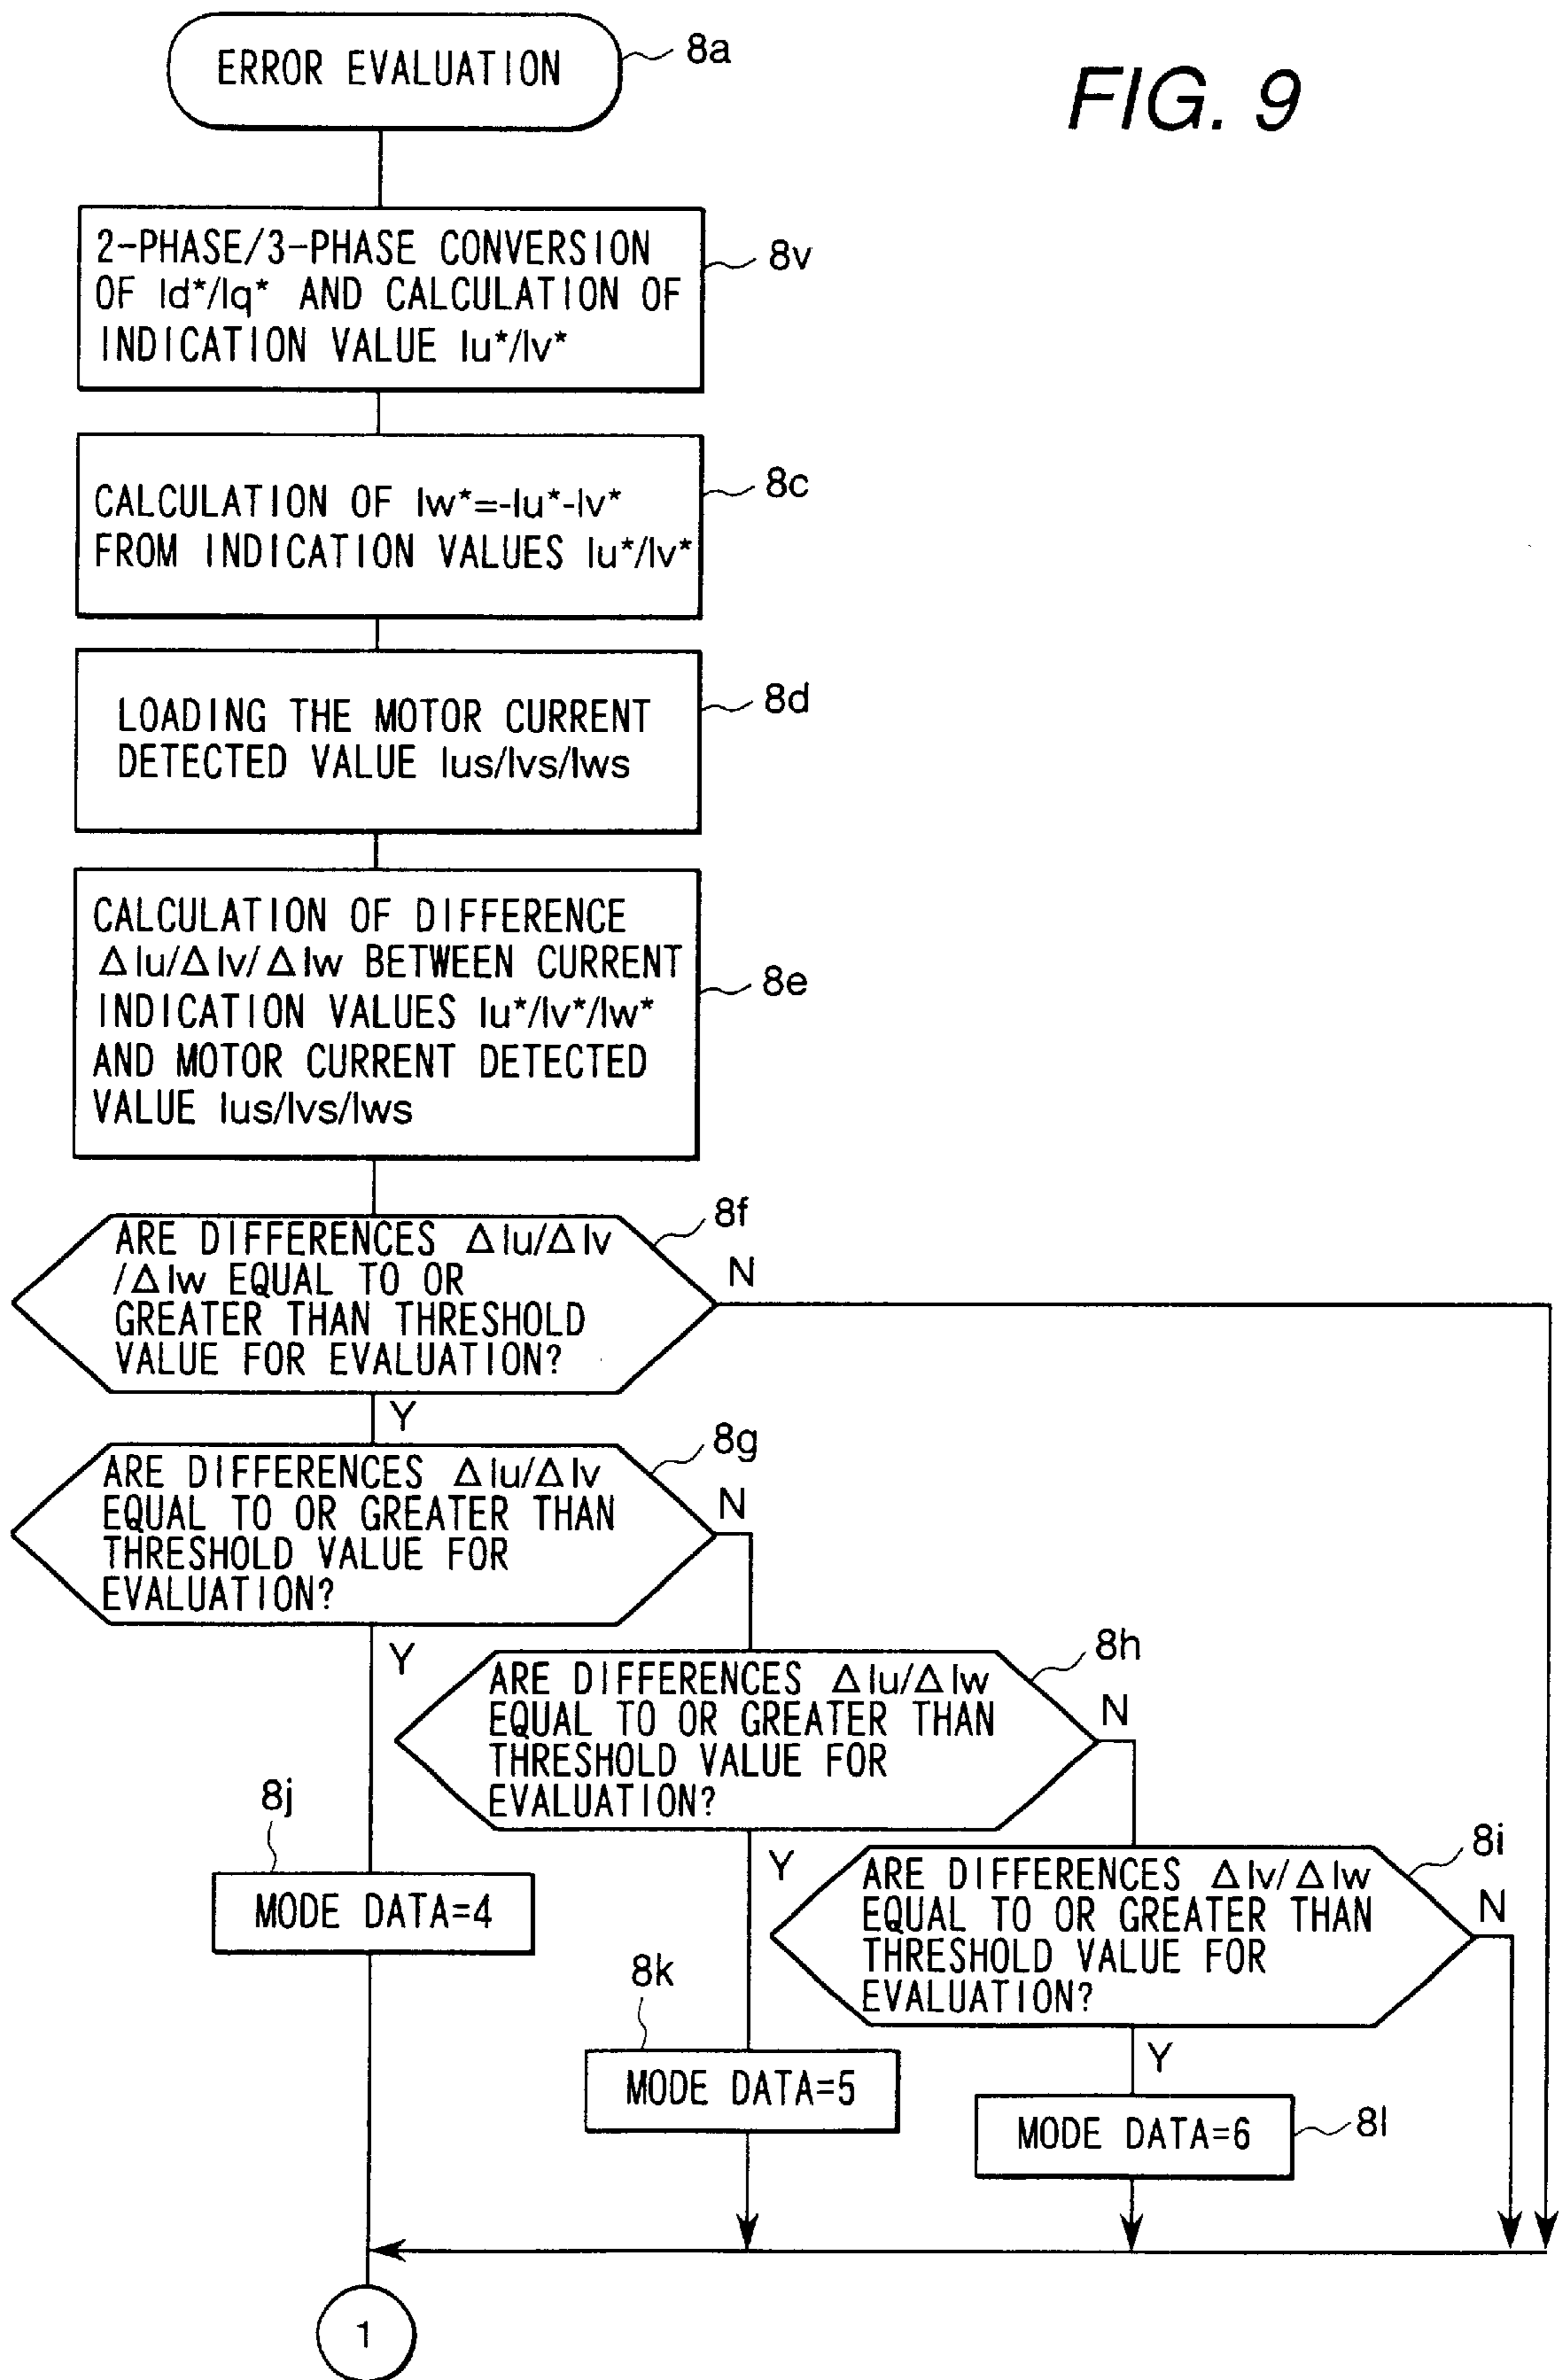 ERROR EVALUATION
8a
FIG. 9
2-PHASE/3-PHASE CONVERSION
OF Id*/Iq* AND CALCULATION OF
INDICATION VALUE Iu*/Iv*
8v
CALCULATION OF Iw*=-Iu*-Iv*
FROM INDICATION VALUES Iu*/Iv*
8c
LOADING THE MOTOR CURRENT
DETECTED VALUE Ius/Ivs/Iws
8d
CALCULATION OF DIFFERENCE
ΔIu/ΔIv/ΔIw BETWEEN CURRENT
INDICATION VALUES Iu*/Iv*/Iw*
AND MOTOR CURRENT DETECTED
VALUE Ius/Ivs/Iws
8e
ARE DIFFERENCES ΔIu/ΔIv
/ΔIw EQUAL TO OR
GREATER THAN THRESHOLD
VALUE FOR EVALUATION?
8f
N
Y
ARE DIFFERENCES ΔIu/ΔIv
EQUAL TO OR GREATER THAN
THRESHOLD VALUE FOR
EVALUATION?
8g
N
Y
ARE DIFFERENCES ΔIu/ΔIw
EQUAL TO OR GREATER THAN
THRESHOLD VALUE FOR
EVALUATION?
8h
N
8j
MODE DATA=4
Y
ARE DIFFERENCES ΔIv/ΔIw
EQUAL TO OR GREATER THAN
THRESHOLD VALUE FOR
EVALUATION?
8i
N
8k
MODE DATA=5
Y
MODE DATA=6
8l
1